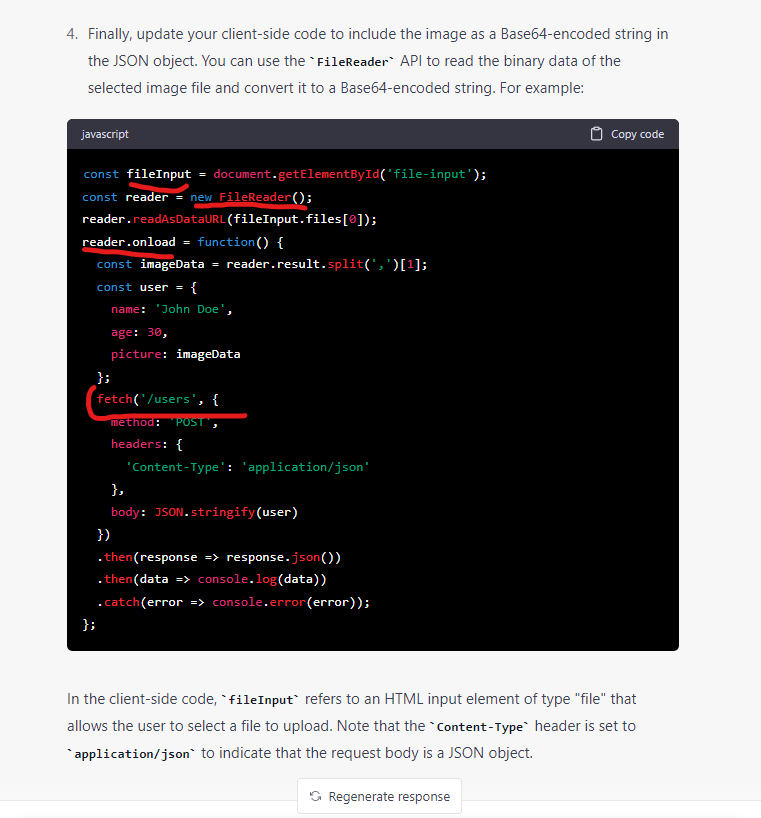 4. Finally, update your client-side code to include the image as a Base64-encoded string in
the JSON object. You can use the `FileReader` API to read the binary data of the
selected image file and convert it to a Base64-encoded string. For example:
javascript Copy code
const fileInput = document.getElementById('file-input');
const reader = new FileReader();
reader.readAsDataURL(fileInput.files[0]);
reader.onload = function() {
  const imageData = reader.result.split(',')[1];
  const user = {
    name: 'John Doe',
    age: 30,
    picture: imageData
  };
  fetch('/users', {
    method: 'POST',
    headers: {
      'Content-Type': 'application/json'
    },
    body: JSON.stringify(user)
  })
  .then(response => response.json())
  .then(data => console.log(data))
  .catch(error => console.error(error));
};
In the client-side code, `fileInput` refers to an HTML input element of type "file" that
allows the user to select a file to upload. Note that the `Content-Type` header is set to
`application/json` to indicate that the request body is a JSON object.
Regenerate response